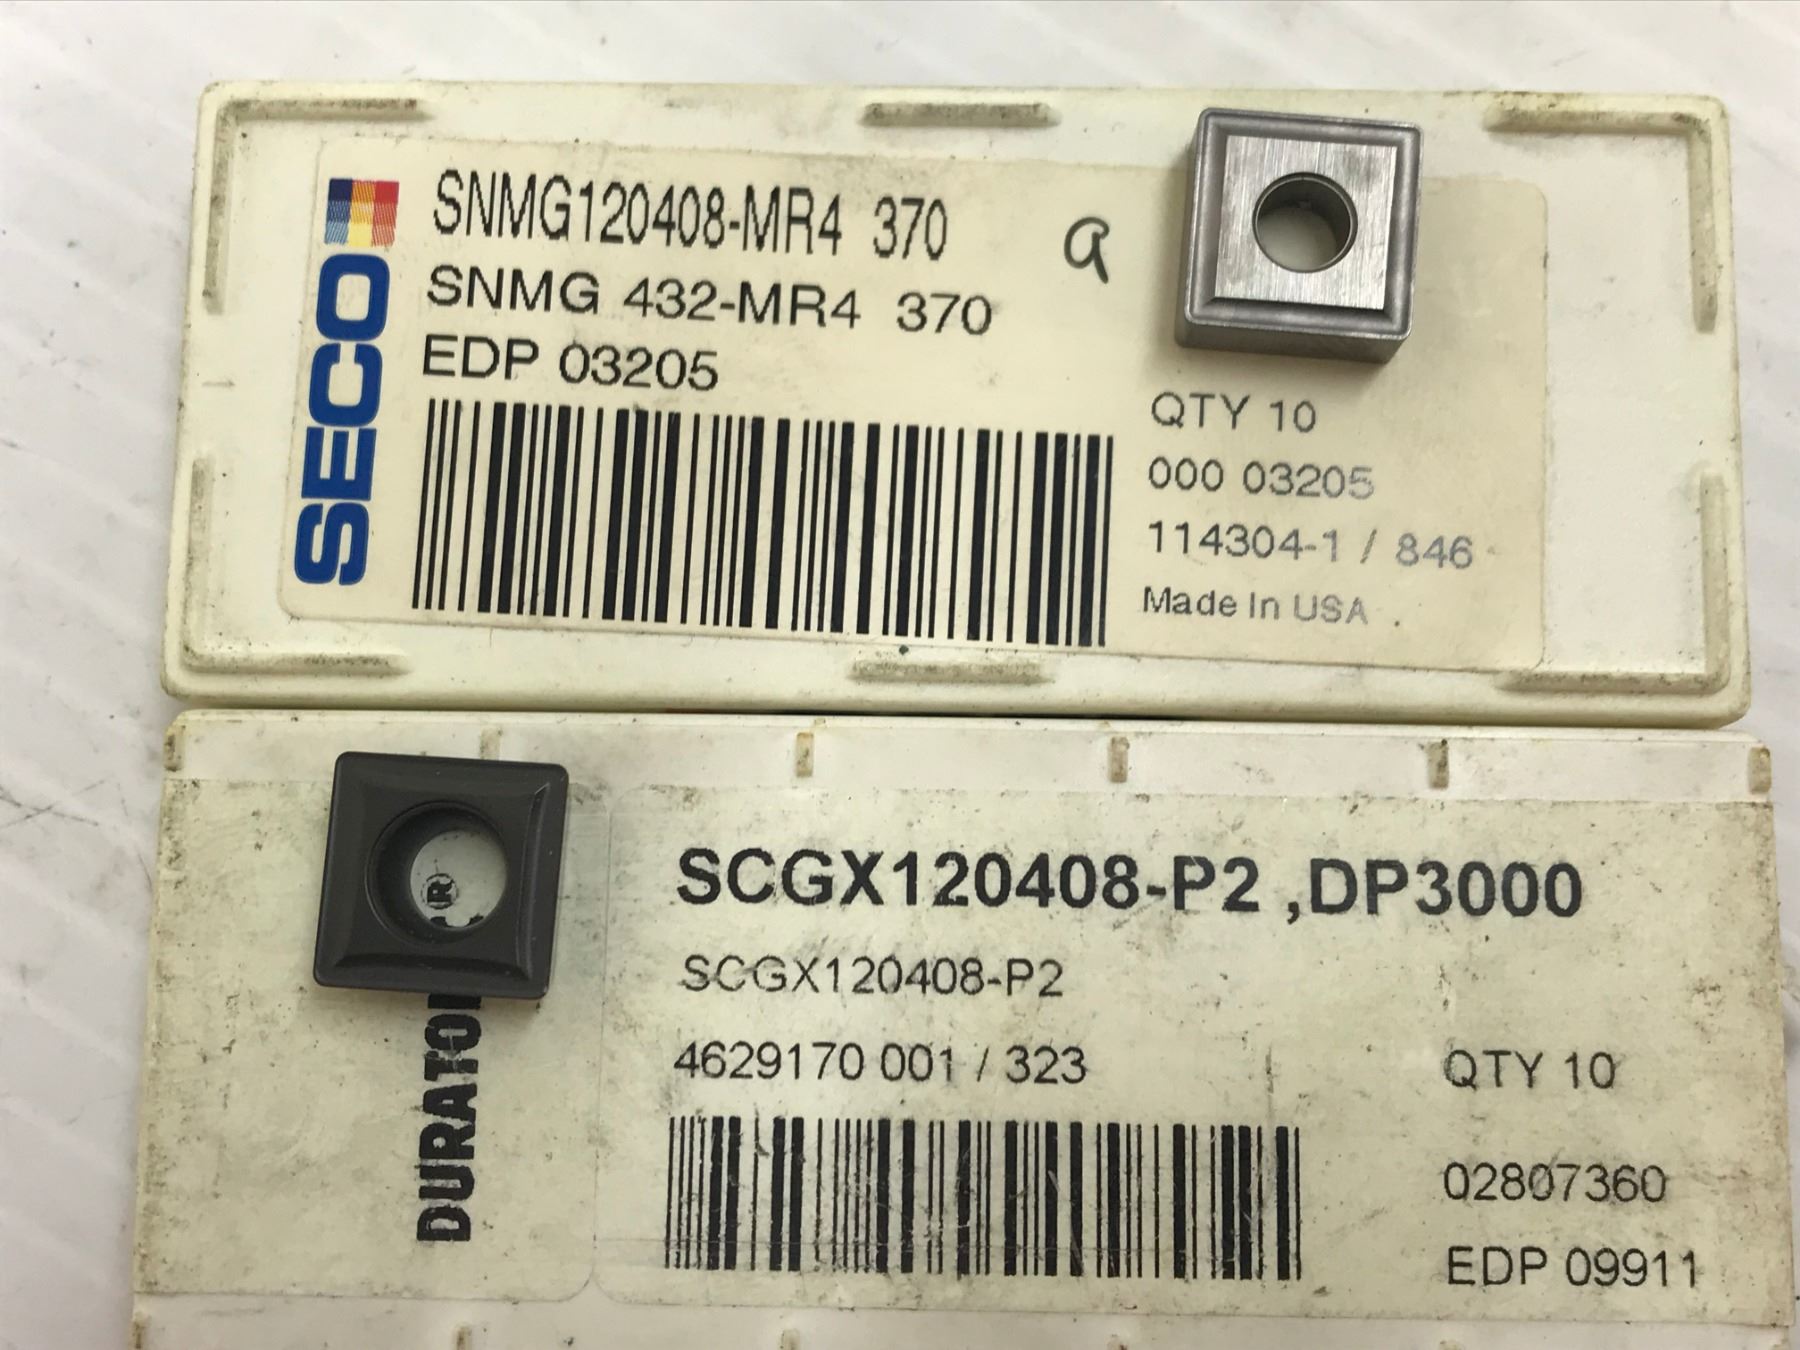 SECO
SNMG120408-MR4 370
SNMG 432-MR4 370
EDP 03205
a
QTY 10
000 03205
114304-1 / 846
Made In USA
(R)
SCGX120408-P2 ,DP3000
SCGX120408-P2
4629170 001 / 323
QTY 10
02807360
EDP 09911